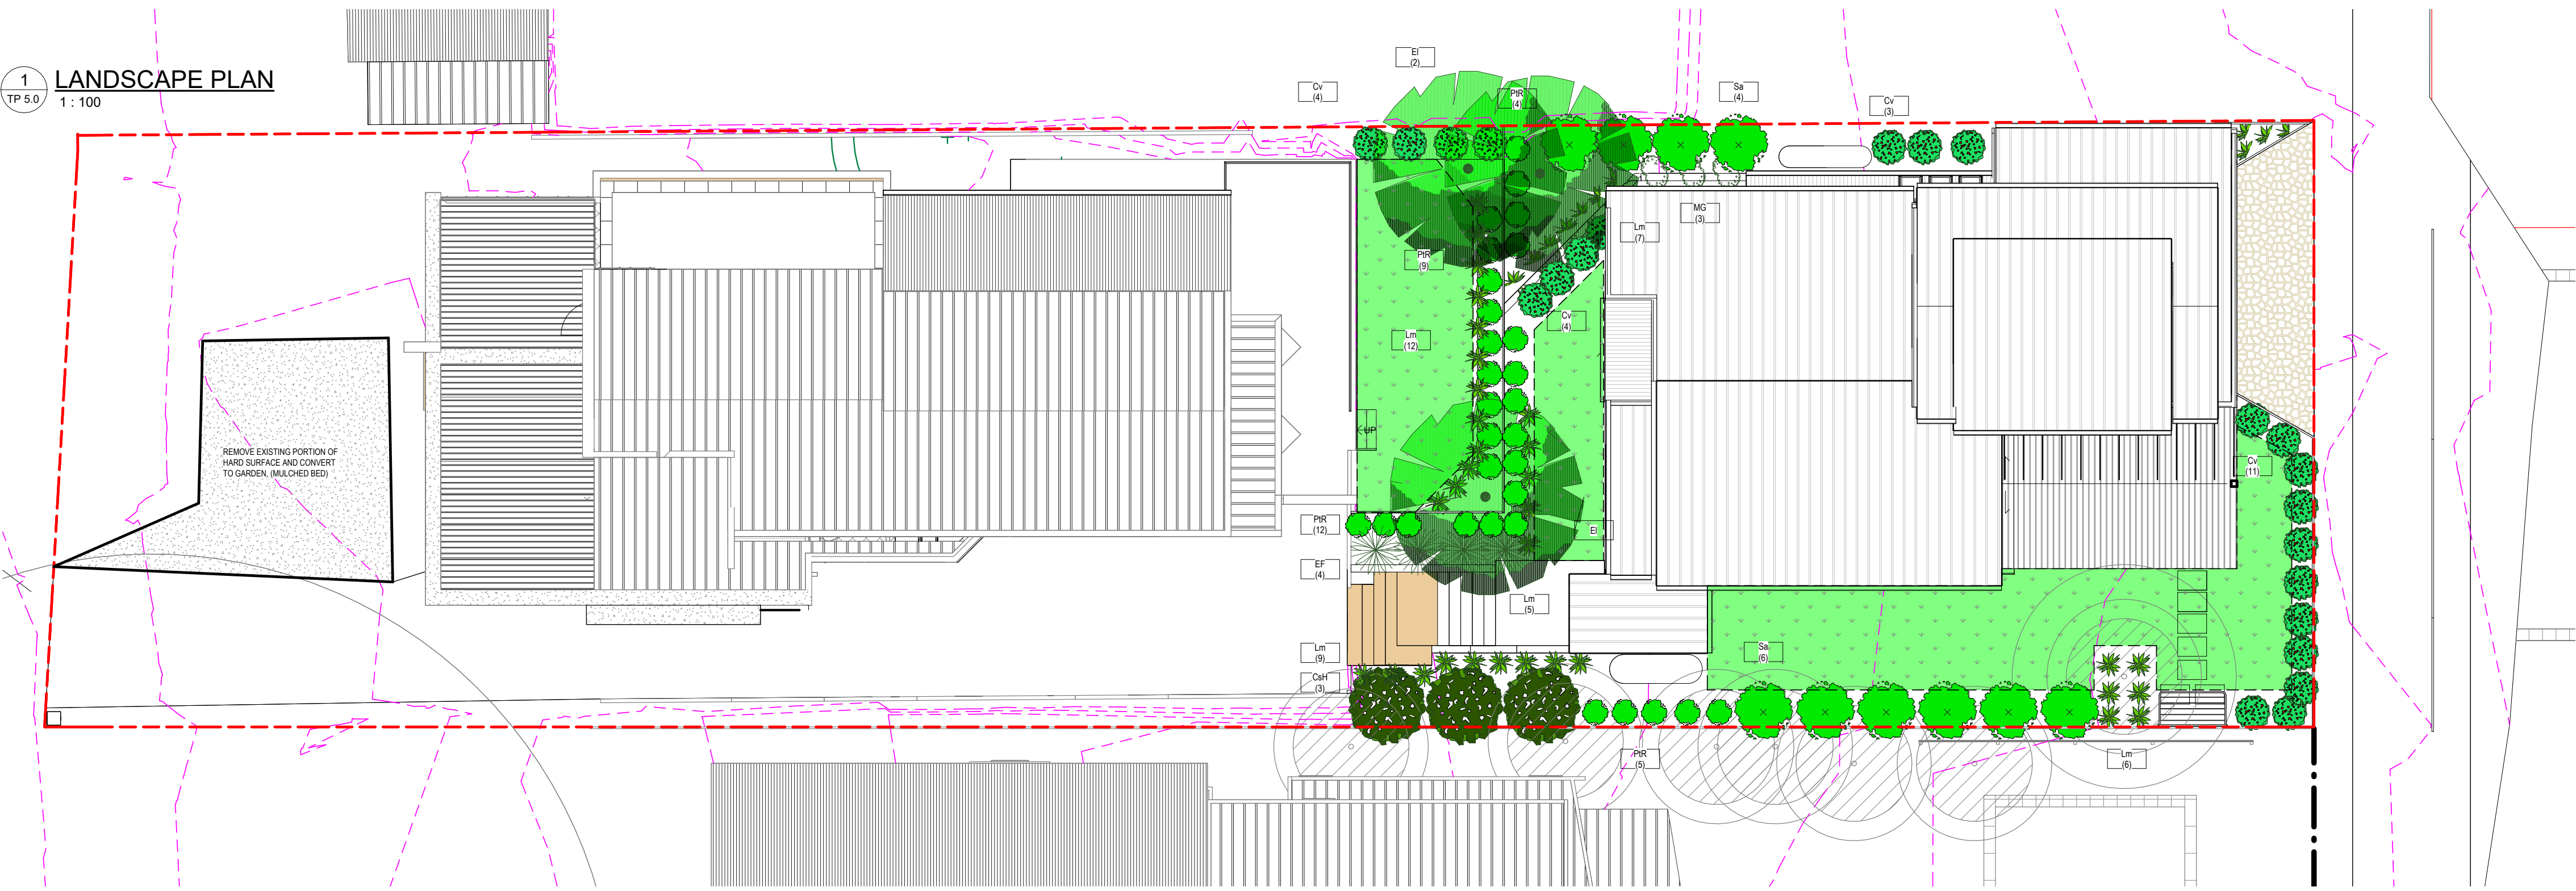 1
TP 5.0
LANDSCAPE PLAN
1 : 100
El
(2)
Cv
(4)
PtR
(4)
Sa
(4)
Cv
(3)
MG
(3)
Lm
(7)
PtR
(9)
Cv
(4)
Lm
(12)
UP
REMOVE EXISTING PORTION OF
HARD SURFACE AND CONVERT
TO GARDEN, (MULCHED BED)
Cv
(11)
PtR
(12)
El
EF
(4)
Lm
(5)
Lm
(9)
Sa
(6)
CsH
(3)
PtR
(5)
Lm
(6)